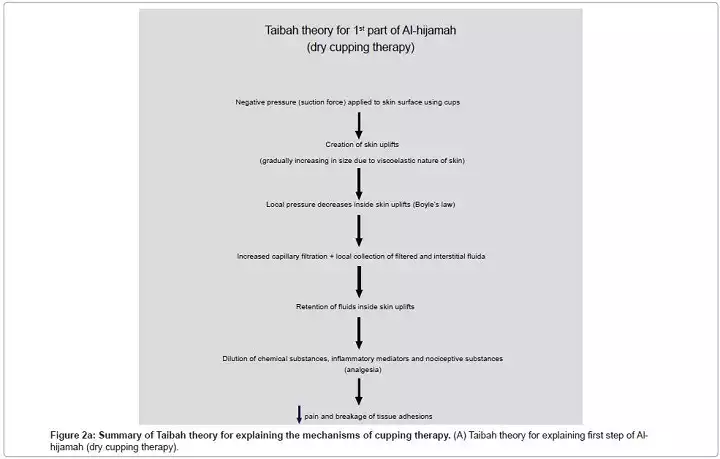 Taibah theory for 1st part of Al-hijamah
(dry cupping therapy)
Negative pressure (suction force) applied to skin surface using cups
Creation of skin uplifts
(gradually increasing in size due to viscoelastic nature of skin)
Local pressure decreases inside skin uplifts (Boyle's law)
Increased capillary filtration + local collection of filtered and interstitial fluida
Retention of fluids inside skin uplifts
Dilution of chemical substances, inflammatory mediators and nociceptive substances
(analgesia)
pain and breakage of tissue adhesions
Figure 2a: Summary of Taibah theory for explaining the mechanisms of cupping therapy. (A) Taibah theory for explaining first step of Al-
hijamah (dry cupping therapy).